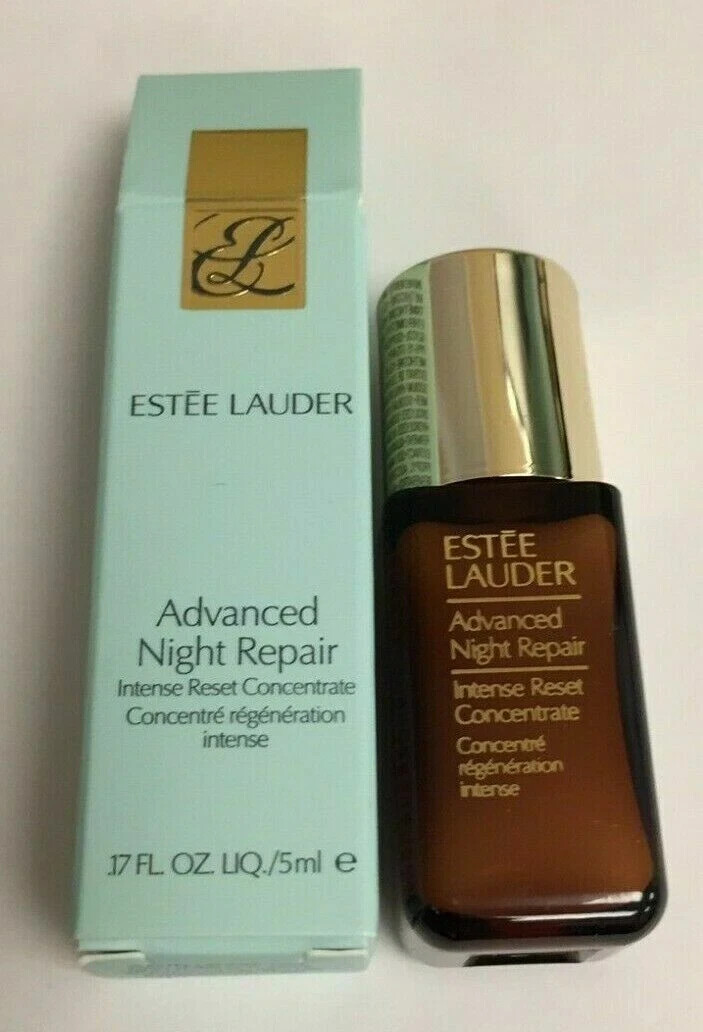 EL
ESTĒE LAUDER
Advanced
Night Repair
Intense Reset Concentrate
Concentré régénération
intense
.17 FL. OZ. LIQ./5ml e
ESTĒE
LAUDER
Advanced
Night Repair
Intense Reset
Concentrate
Concentré
régénération
intense